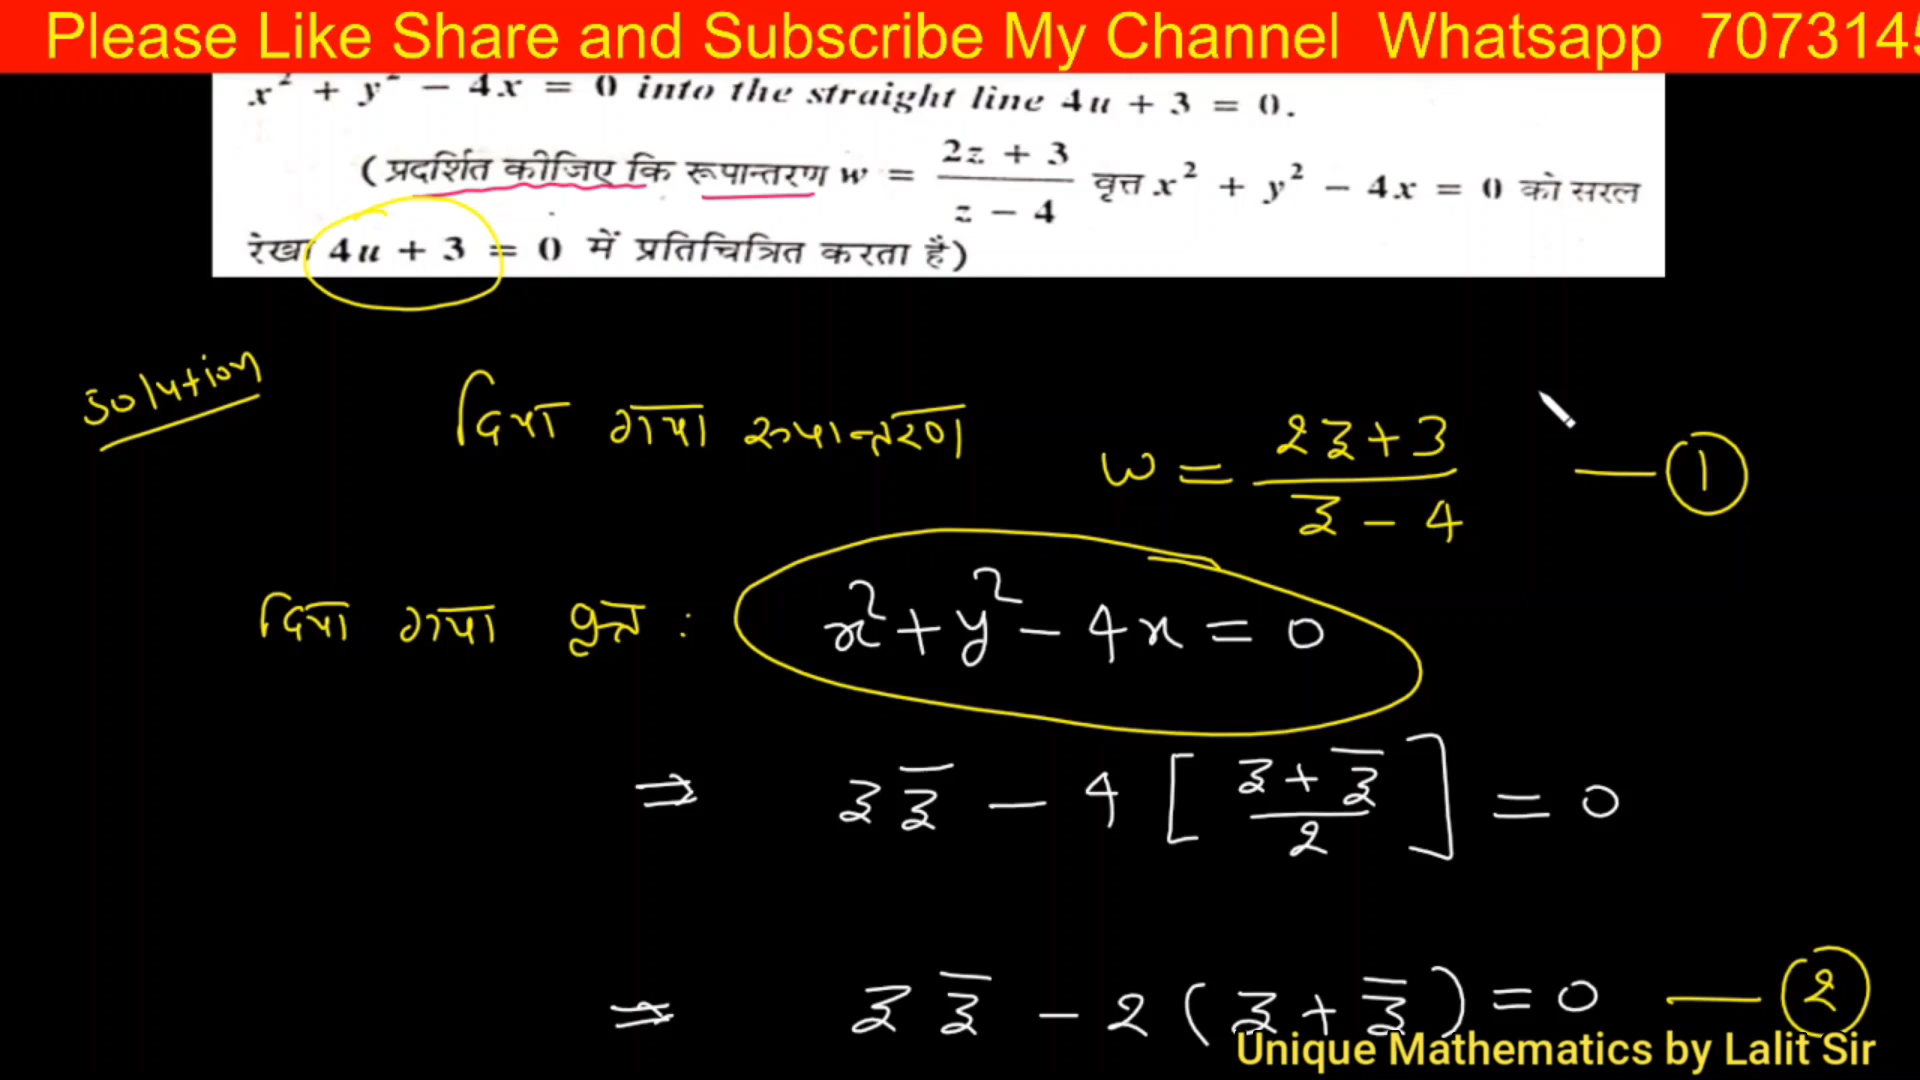 Please Like Share and Subscribe My Channel Whatsapp 707314
x² + y² − 4x = 0 into the straight line 4u + 3 = 0.
(प्रदर्शित कीजिए कि रूपान्तरण w = (2z + 3)/(z − 4) वृत्त x² + y² − 4x = 0 को सरल
रेखा 4u + 3 = 0 में प्रतिचित्रित करता है)
Solution
दिया गया रूपान्तरण w = (2z+3)/(z − 4) — ①
दिया गया वृत्त : x² + y² − 4x = 0
⇒ z z̅ − 4 [ (z + z̅)/2 ] = 0
⇒ z z̅ − 2 ( z + z̅ ) = 0 — ②
Unique Mathematics by Lalit Sir